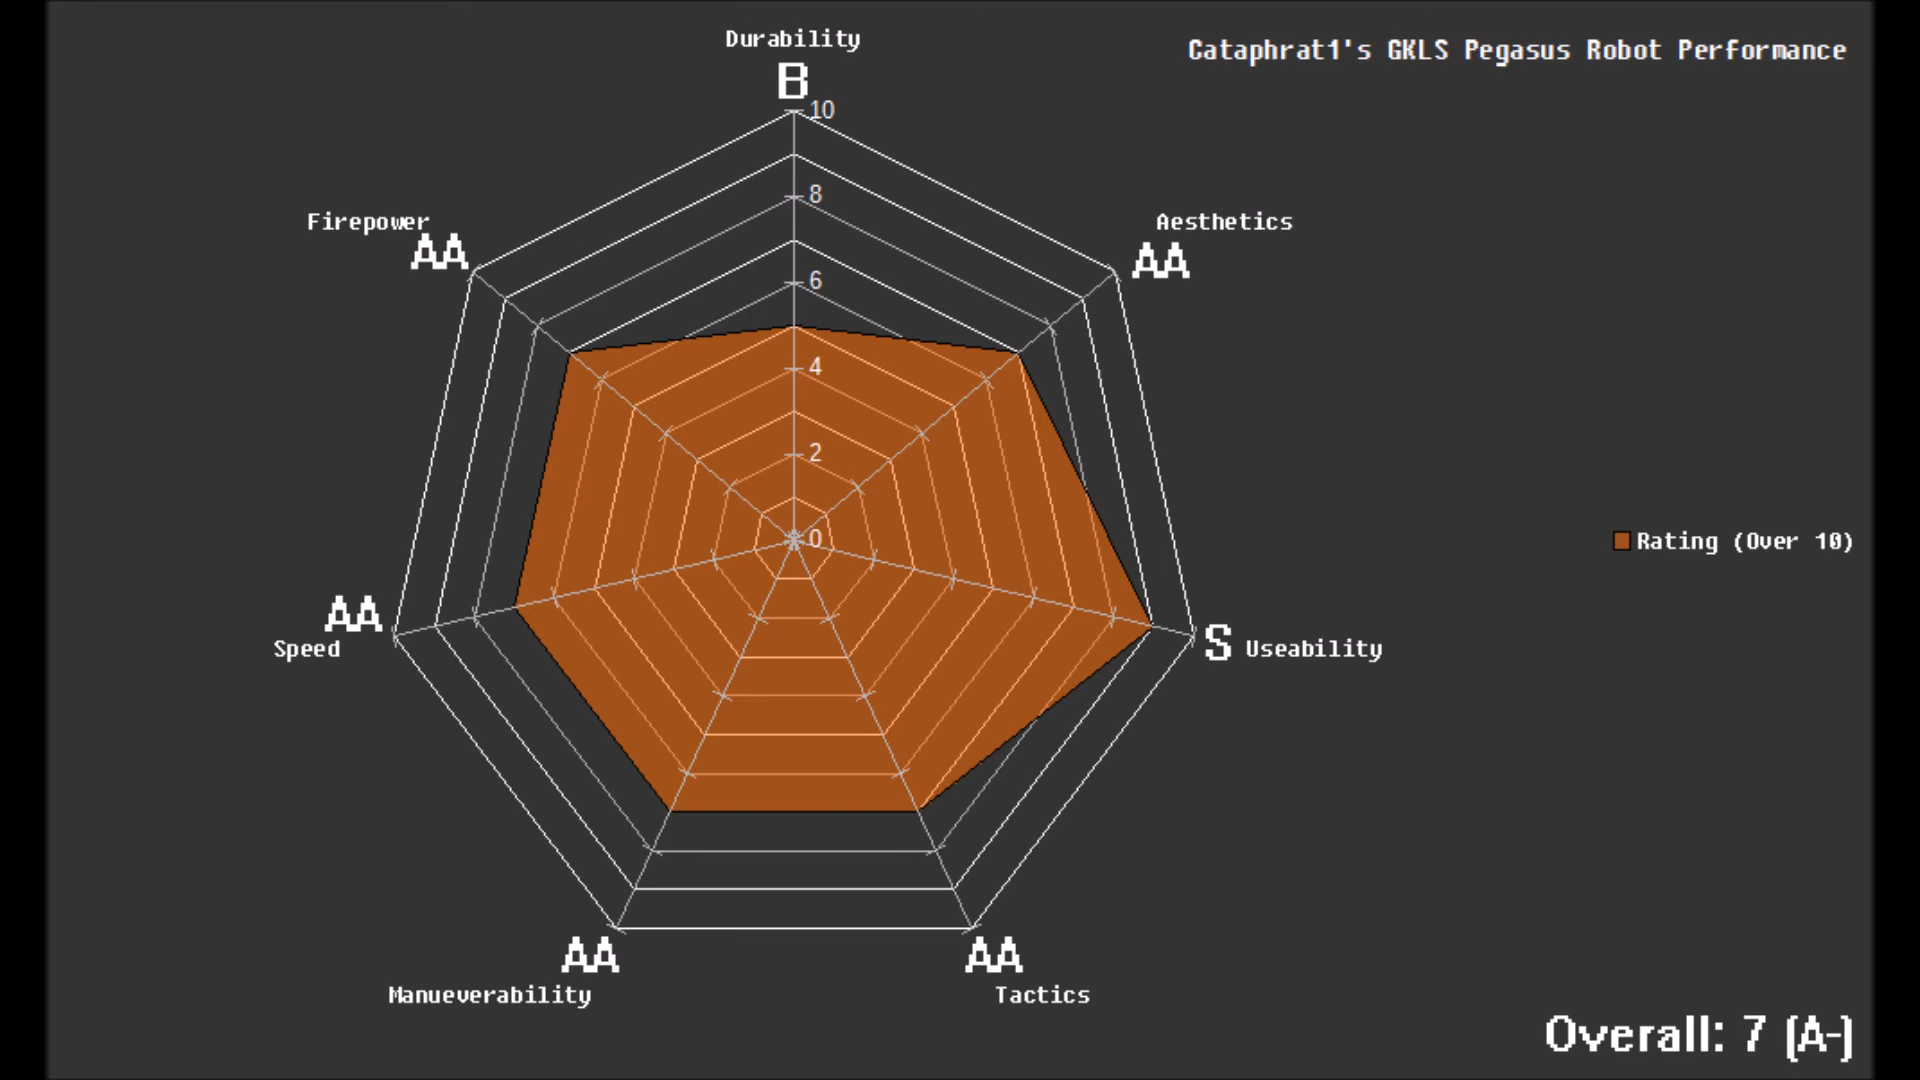 Durability
B
Cataphrat1's GKLS Pegasus Robot Performance
10
8
6
4
2
0
Firepower
AA
Aesthetics
AA
Rating (Over 10)
AA
Speed
S Useability
AA
Manueverability
AA
Tactics
Overall: 7 (A-)